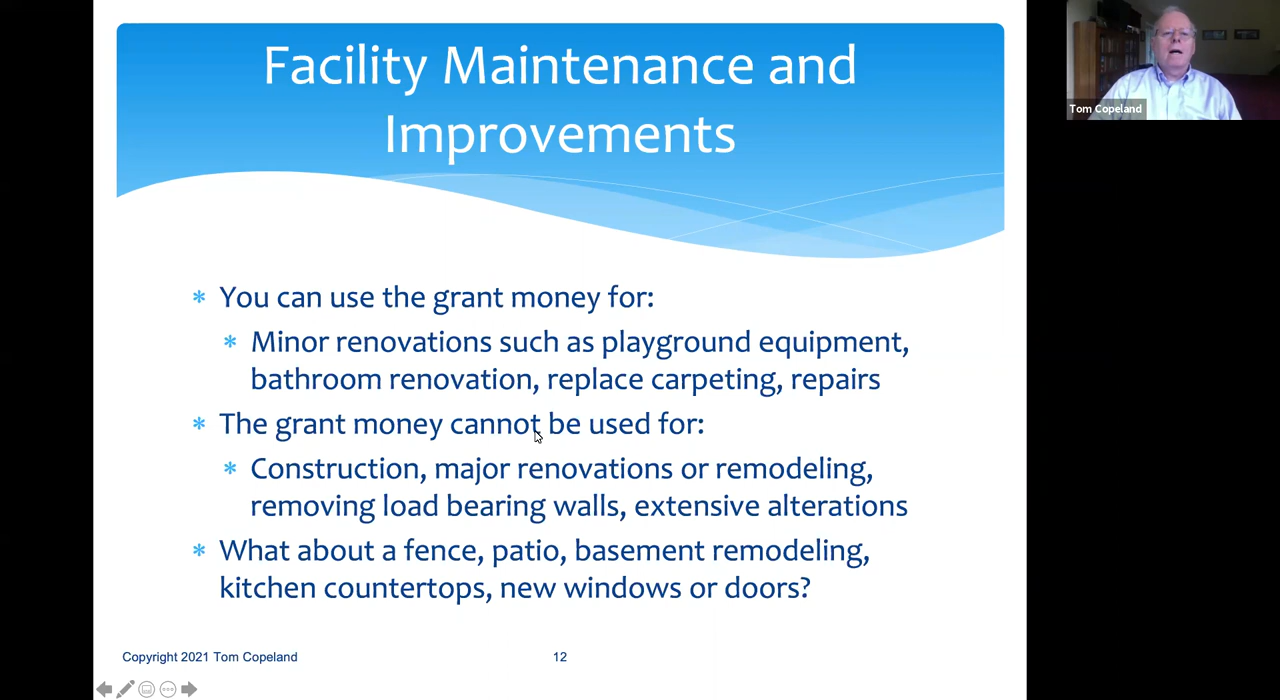 Facility Maintenance and
Improvements
Tom Copeland
* You can use the grant money for:
* Minor renovations such as playground equipment,
bathroom renovation, replace carpeting, repairs
* The grant money cannot be used for:
* Construction, major renovations or remodeling,
removing load bearing walls, extensive alterations
* What about a fence, patio, basement remodeling,
kitchen countertops, new windows or doors?
Copyright 2021 Tom Copeland
12